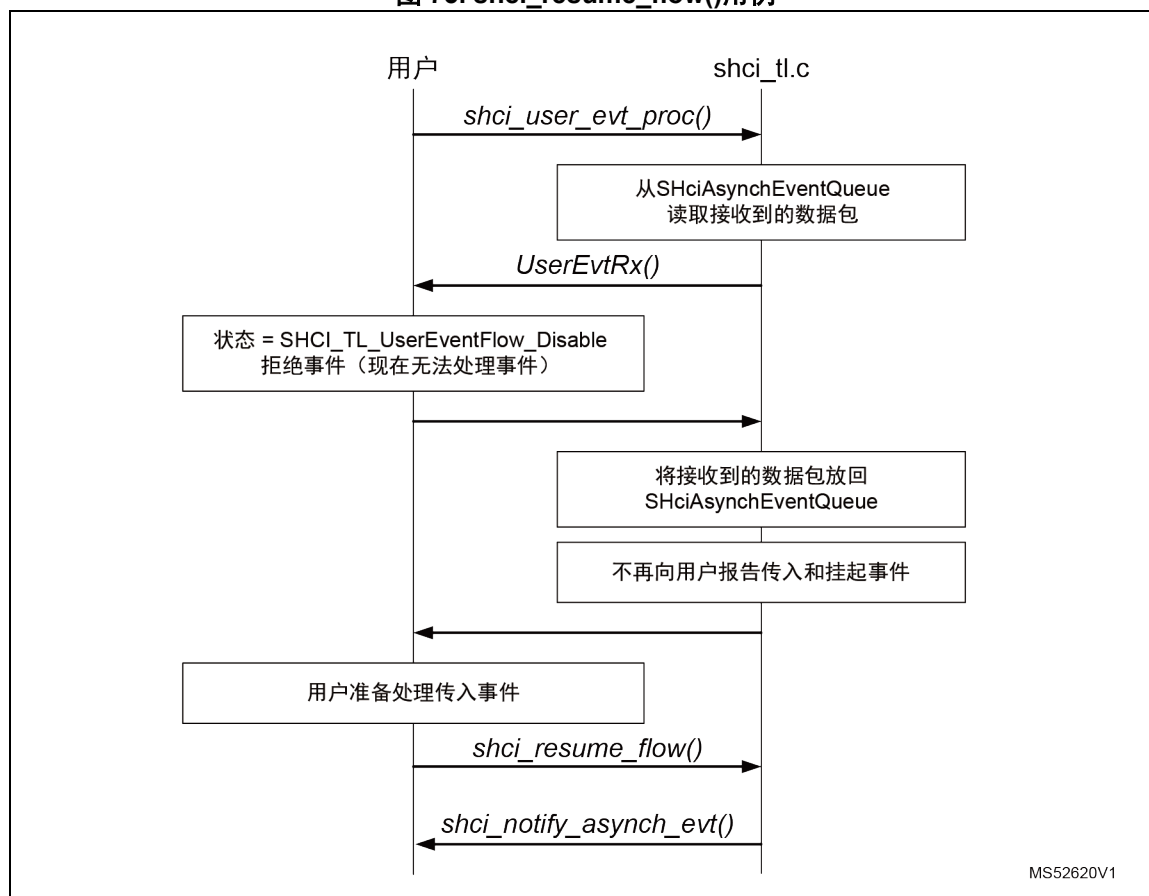 用户
shci_tl.c
shci_user_evt_proc()
从SHciAsynchEventQueue
读取接收到的数据包
UserEvtRx()
状态 = SHCI_TL_UserEventFlow_Disable
拒绝事件（现在无法处理事件）
将接收到的数据包放回
SHciAsynchEventQueue
不再向用户报告传入和挂起事件
用户准备处理传入事件
shci_resume_flow()
shci_notify_asynch_evt()
MS52620V1